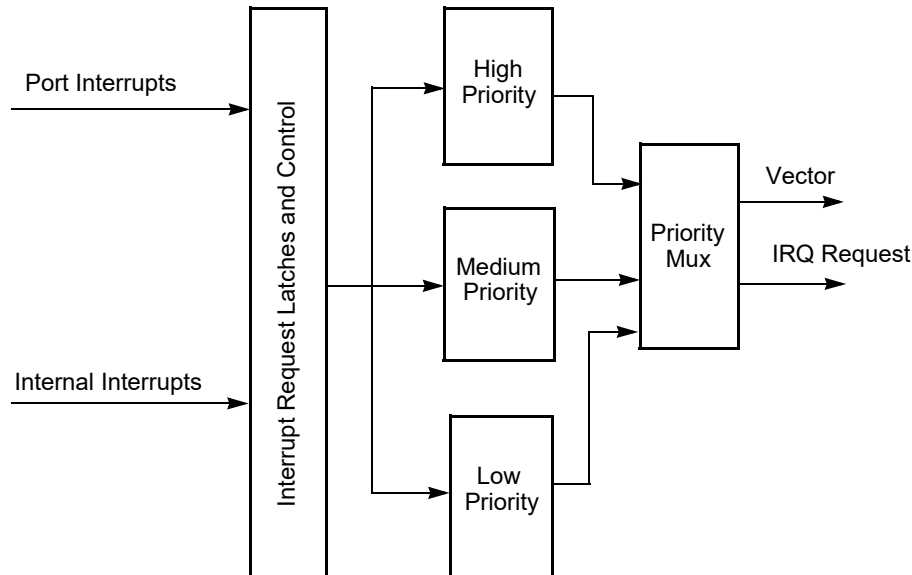 Port Interrupts
Internal Interrupts
Interrupt Request Latches and Control
High
Priority
Medium
Priority
Low
Priority
Priority
Mux
Vector
IRQ Request